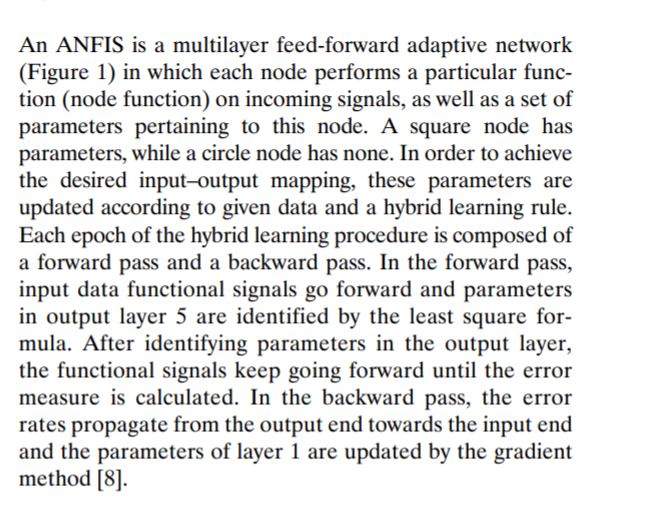 An ANFIS is a multilayer feed-forward adaptive network
(Figure 1) in which each node performs a particular func-
tion (node function) on incoming signals, as well as a set of
parameters pertaining to this node. A square node has
parameters, while a circle node has none. In order to achieve
the desired input–output mapping, these parameters are
updated according to given data and a hybrid learning rule.
Each epoch of the hybrid learning procedure is composed of
a forward pass and a backward pass. In the forward pass,
input data functional signals go forward and parameters
in output layer 5 are identified by the least square for-
mula. After identifying parameters in the output layer,
the functional signals keep going forward until the error
measure is calculated. In the backward pass, the error
rates propagate from the output end towards the input end
and the parameters of layer 1 are updated by the gradient
method [8].